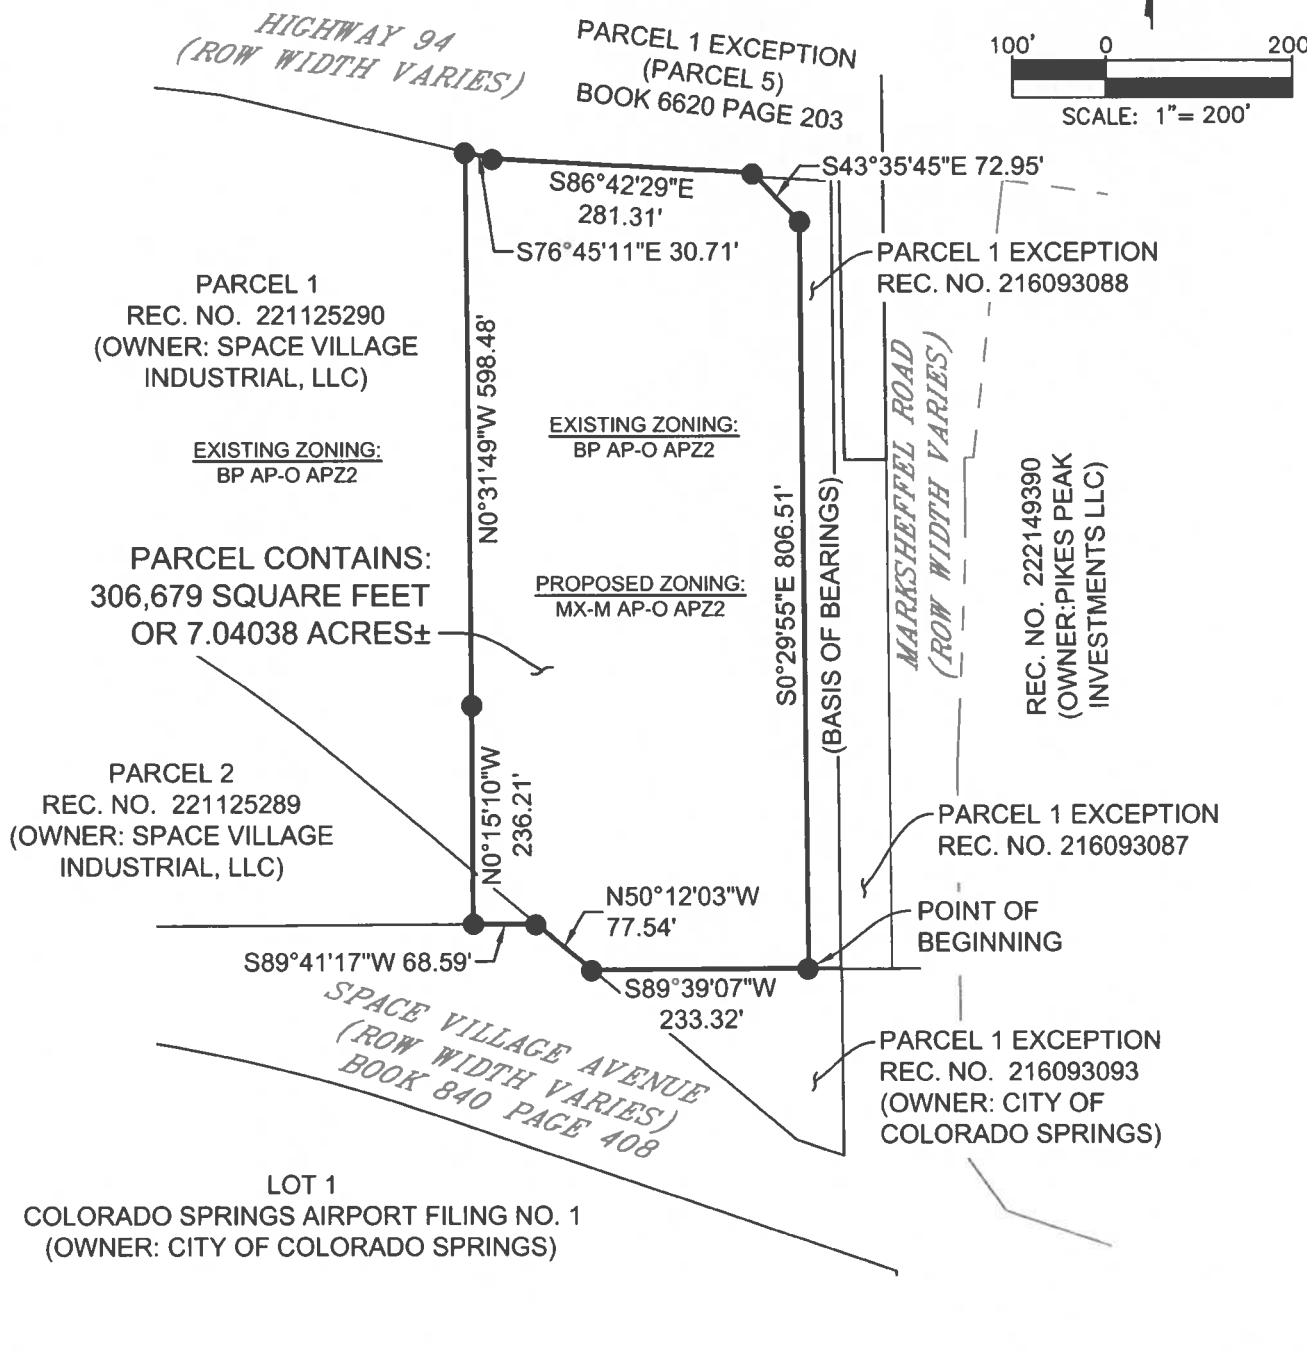 HIGHWAY 94
(ROW WIDTH VARIES)
PARCEL 1 EXCEPTION
(PARCEL 5)
BOOK 6620 PAGE 203
100' 0 200
SCALE: 1"= 200'
S43°35'45"E 72.95'
S86°42'29"E
281.31'
S76°45'11"E 30.71'
PARCEL 1 EXCEPTION
REC. NO. 216093088
PARCEL 1
REC. NO. 221125290
(OWNER: SPACE VILLAGE
INDUSTRIAL, LLC)
N0°31'49"W 598.48'
EXISTING ZONING:
BP AP-O APZ2
EXISTING ZONING:
BP AP-O APZ2
MARKSHEFFEL ROAD
(ROW WIDTH VARIES)
REC. NO. 222149390
(OWNER:PIKES PEAK
INVESTMENTS LLC)
S0°29'55"E 806.51'
(BASIS OF BEARINGS)
PARCEL CONTAINS:
306,679 SQUARE FEET
OR 7.04038 ACRES±
PROPOSED ZONING:
MX-M AP-O APZ2
PARCEL 2
REC. NO. 221125289
(OWNER: SPACE VILLAGE
INDUSTRIAL, LLC)
N0°15'10"W
236.21'
PARCEL 1 EXCEPTION
REC. NO. 216093087
N50°12'03"W
77.54'
POINT OF
BEGINNING
S89°41'17"W 68.59'
S89°39'07"W
233.32'
SPACE VILLAGE AVENUE
(ROW WIDTH VARIES)
BOOK 840 PAGE 408
PARCEL 1 EXCEPTION
REC. NO. 216093093
(OWNER: CITY OF
COLORADO SPRINGS)
LOT 1
COLORADO SPRINGS AIRPORT FILING NO. 1
(OWNER: CITY OF COLORADO SPRINGS)